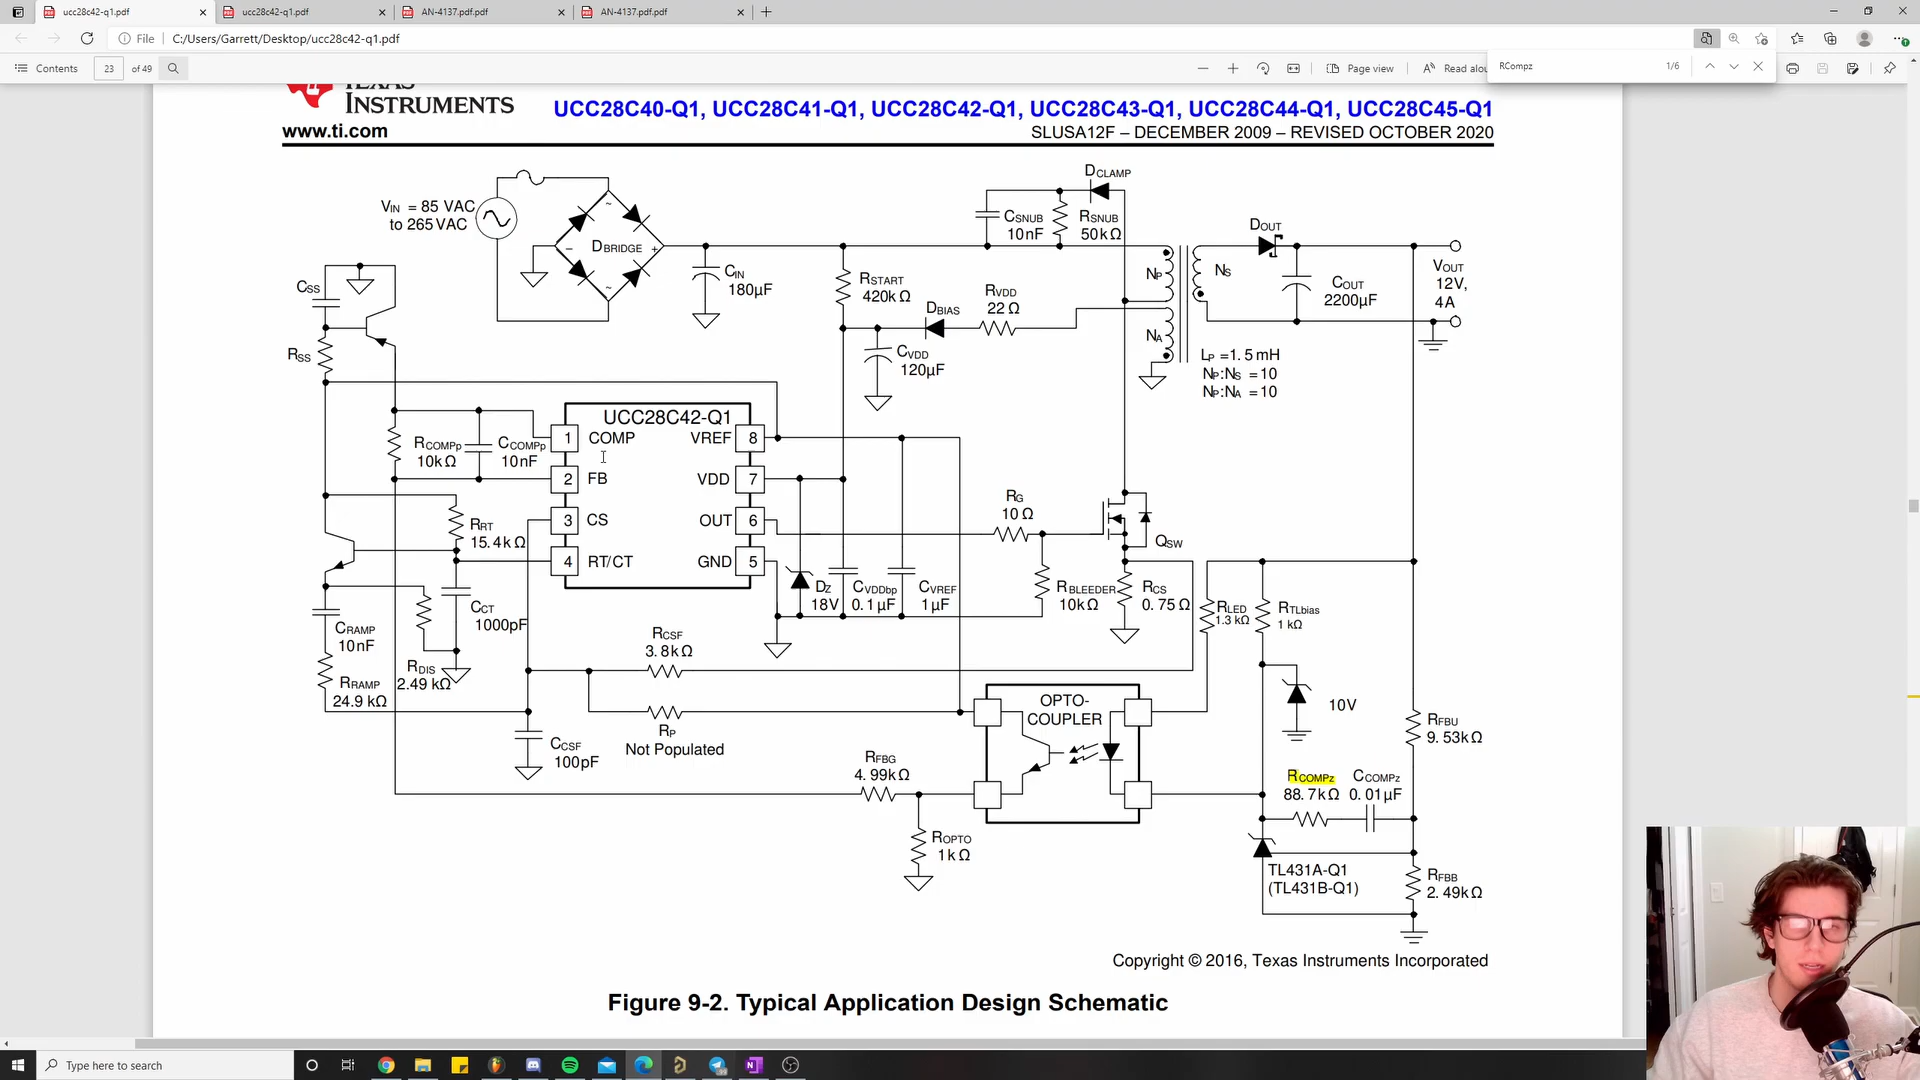 ucc28c42-q1.pdf
ucc28c42-q1.pdf
AN-4137.pdf.pdf
AN-4137.pdf.pdf
File
C:/Users/Garrett/Desktop/ucc28c42-q1.pdf
Contents
23
of 49
Page view
Read alou
RCompz
1/6
TEXAS
INSTRUMENTS
www.ti.com
UCC28C40-Q1, UCC28C41-Q1, UCC28C42-Q1, UCC28C43-Q1, UCC28C44-Q1, UCC28C45-Q1
SLUSA12F – DECEMBER 2009 – REVISED OCTOBER 2020
DCLAMP
VIN = 85 VAC
to 265 VAC
~
– DBRIDGE +
~
CIN
180µF
CSNUB
10nF
RSNUB
50kΩ
DOUT
NP
NS
COUT
2200µF
VOUT
12V,
4A
CSS
RSTART
420kΩ
DBIAS
RVDD
22 Ω
NA
CVDD
120µF
LP =1.5 mH
NP:NS = 10
NP:NA = 10
RSS
UCC28C42-Q1
RCOMPp
10kΩ
CCOMPp
10nF
1 COMP VREF 8
2 FB VDD 7
3 CS OUT 6
4 RT/CT GND 5
RRT
15.4kΩ
RG
10 Ω
QSW
DZ
18V
CVDDbp
0.1µF
CVREF
1µF
RBLEEDER
10kΩ
RCS
0.75 Ω
RLED
1.3 kΩ
RTLbias
1 kΩ
CCT
1000pF
CRAMP
10nF
RDIS
2.49 kΩ
RRAMP
24.9 kΩ
RCSF
3.8kΩ
RP
Not Populated
CCSF
100pF
OPTO-
COUPLER
10V
RFBU
9.53kΩ
RFBG
4.99kΩ
RCOMPz
88.7kΩ
CCOMPz
0.01µF
ROPTO
1kΩ
TL431A-Q1
(TL431B-Q1)
RFBB
2.49kΩ
Copyright © 2016, Texas Instruments Incorporated
Figure 9-2. Typical Application Design Schematic
Type here to search